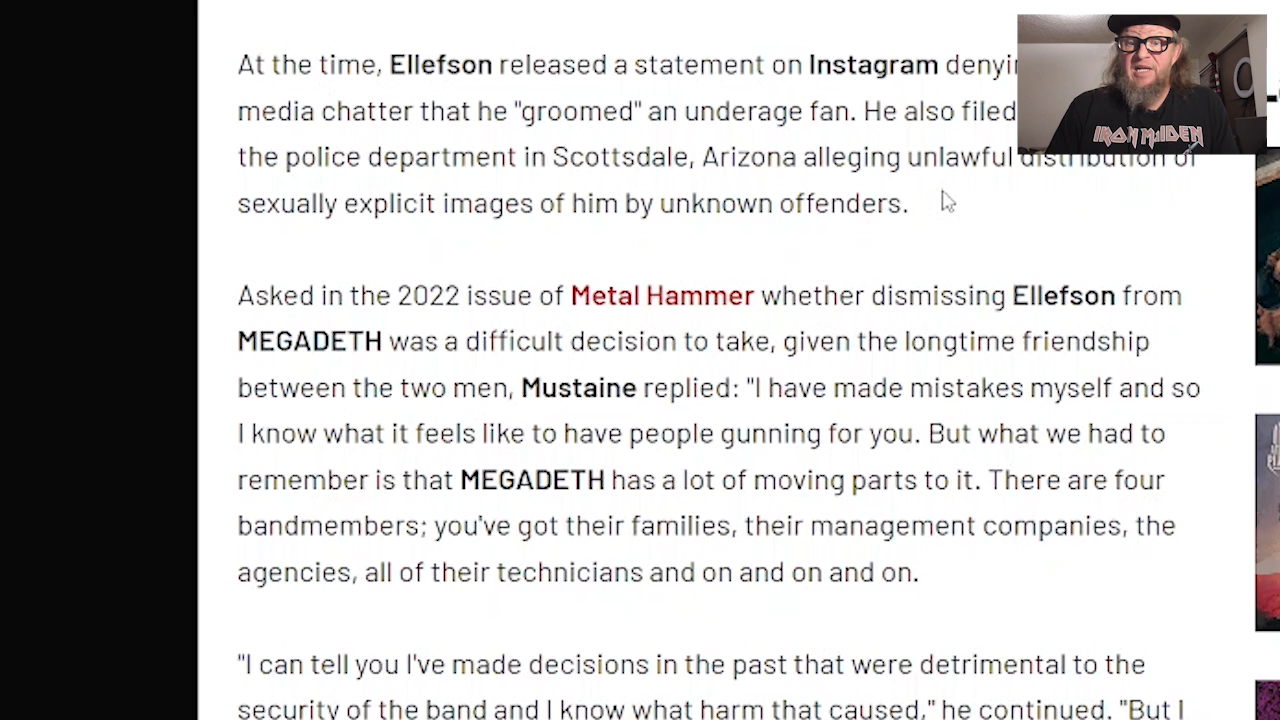 At the time, Ellefson released a statement on Instagram
media chatter that he "groomed" an underage fan. He also filed
the police department in Scottsdale, Arizona alleging unlawful distribution of
sexually explicit images of him by unknown offenders.
Asked in the 2022 issue of Metal Hammer whether dismissing Ellefson from
MEGADETH was a difficult decision to take, given the longtime friendship
between the two men, Mustaine replied: "I have made mistakes myself and so
I know what it feels like to have people gunning for you. But what we had to
remember is that MEGADETH has a lot of moving parts to it. There are four
bandmembers; you've got their families, their management companies, the
agencies, all of their technicians and on and on and on.
"I can tell you I've made decisions in the past that were detrimental to the
security of the band and I know what harm that caused," he continued. "But I
IRON MAIDEN